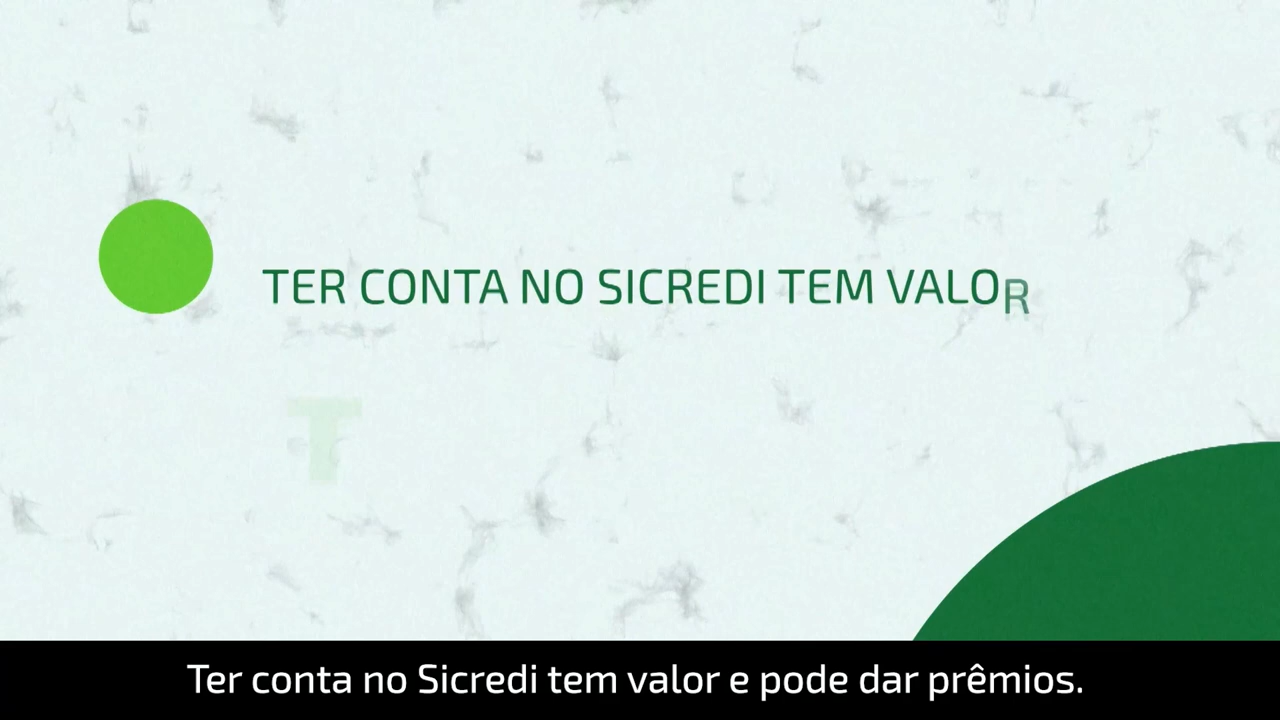 TER CONTA NO SICREDI TEM VALOR
T
Ter conta no Sicredi tem valor e pode dar prêmios.